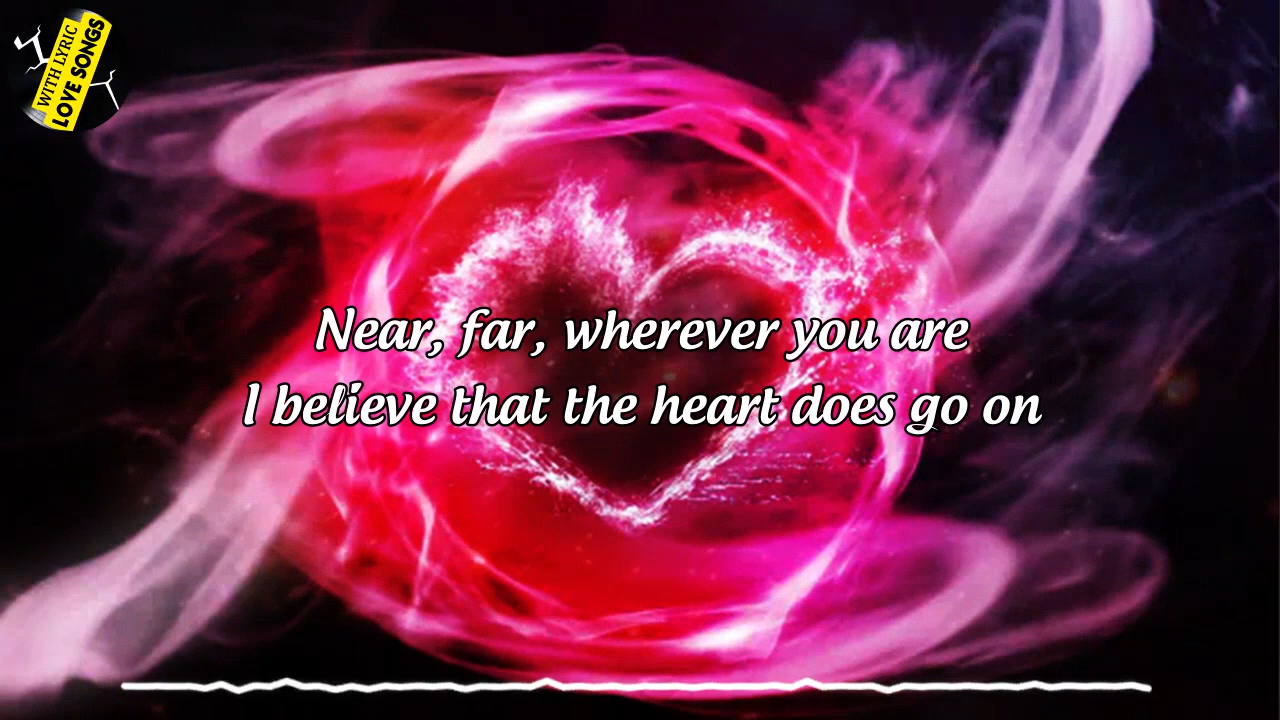 WITH LYRIC
LOVE SONGS
Near, far, wherever you are
I believe that the heart does go on